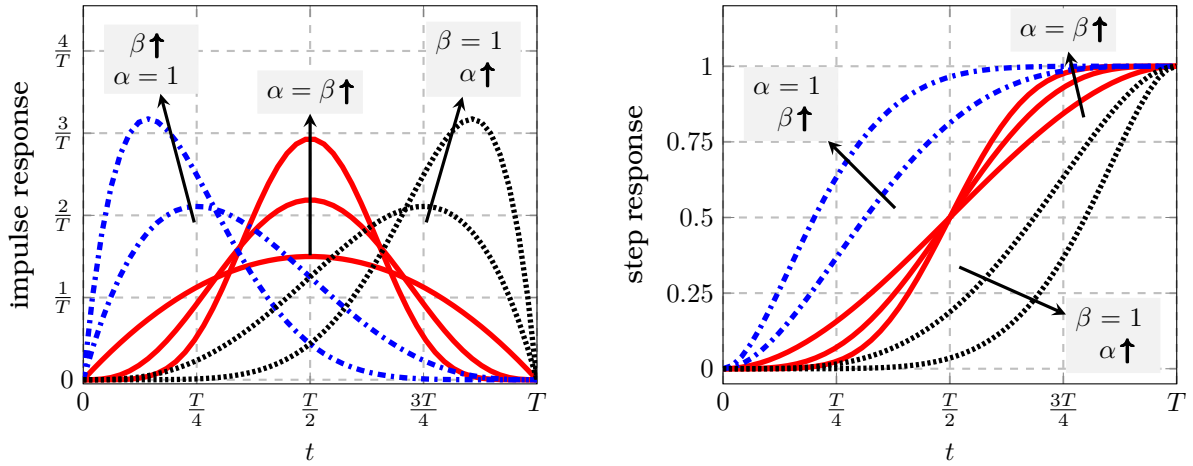 impulse response
4/T
3/T
2/T
1/T
0
β↑
α = 1
α = β↑
β = 1
α↑
0 T/4 T/2 3T/4 T
t
step response
1
0.75
0.5
0.25
0
α = 1
β↑
α = β↑
β = 1
α↑
0 T/4 T/2 3T/4 T
t